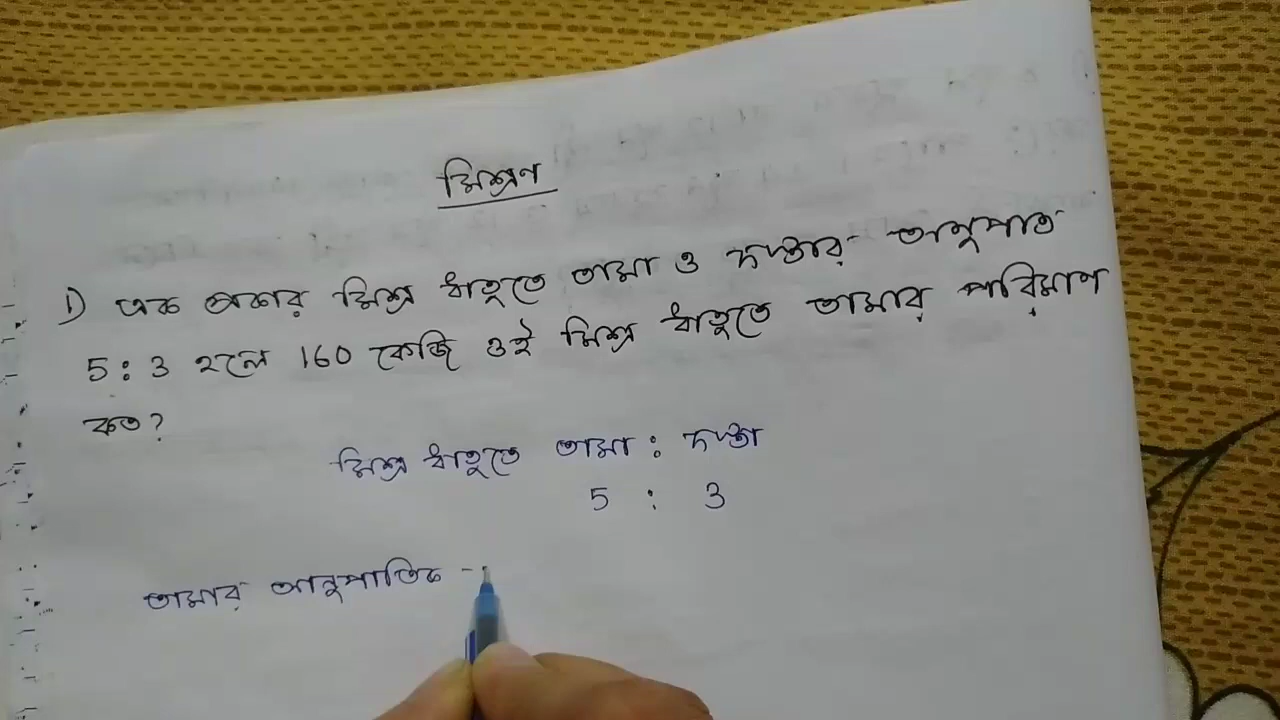 মিশ্রণ
1) এক প্রকার মিশ্র ধাতুতে তামা ও দস্তার অনুপাত
5 : 3 হলে 160 কেজি ওই মিশ্র ধাতুতে তামার পরিমাণ
কত?
মিশ্র ধাতুতে তামা : দস্তা
5 : 3
তামার আনুপাতিক -